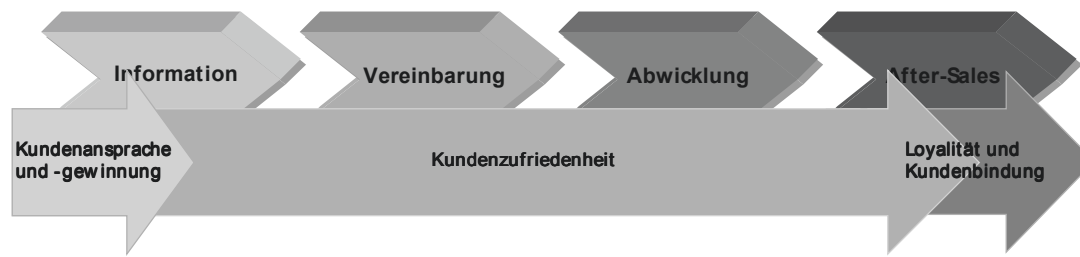 Information
Vereinbarung
Abwicklung
After-Sales
Kundenansprache
und -gewinnung
Kundenzufriedenheit
Loyalität und
Kundenbindung